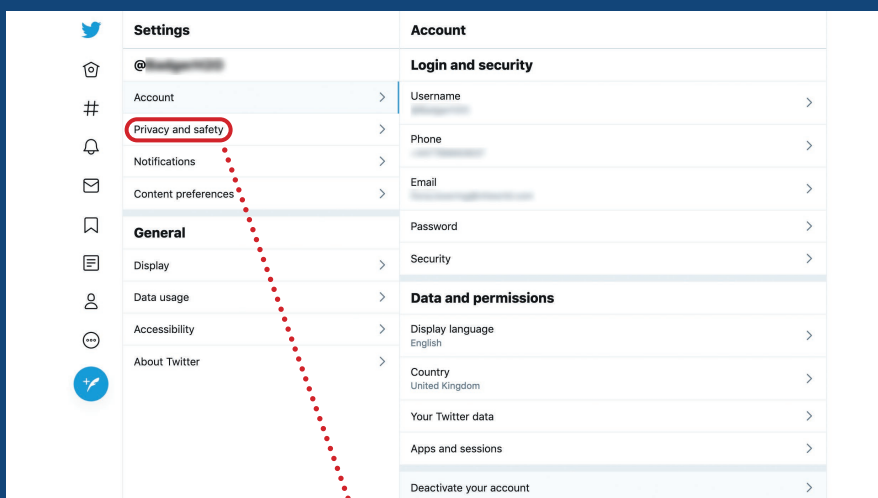 Settings
@
Account
Privacy and safety
Notifications
Content preferences
General
Display
Data usage
Accessibility
About Twitter
Account
Login and security
Username
Phone
Email
Password
Security
Data and permissions
Display language
English
Country
United Kingdom
Your Twitter data
Apps and sessions
Deactivate your account